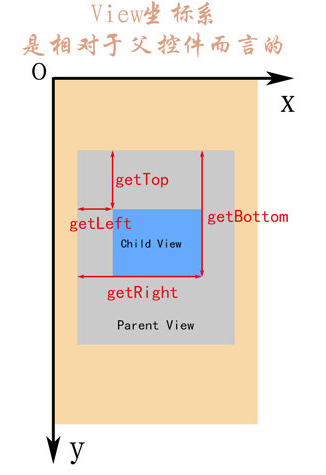 View坐标系
是相对于父控件而言的
O
X
getTop
getLeft
getBottom
Child View
getRight
Parent View
y